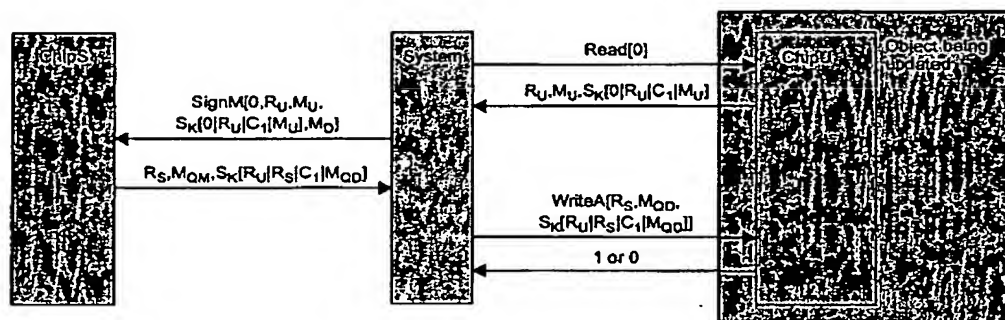 ChipS
System
ChipU
Object being
updated
Read[0]
R_U, M_U, S_K[0|R_U|C_1|M_U]
SignM[0, R_U, M_U,
S_K[0|R_U|C_1|M_U], M_D]
R_S, M_QM, S_K[R_U|R_S|C_1|M_QD]
WriteA[R_S, M_QD,
S_K[R_U|R_S|C_1|M_QD]]
1 or 0